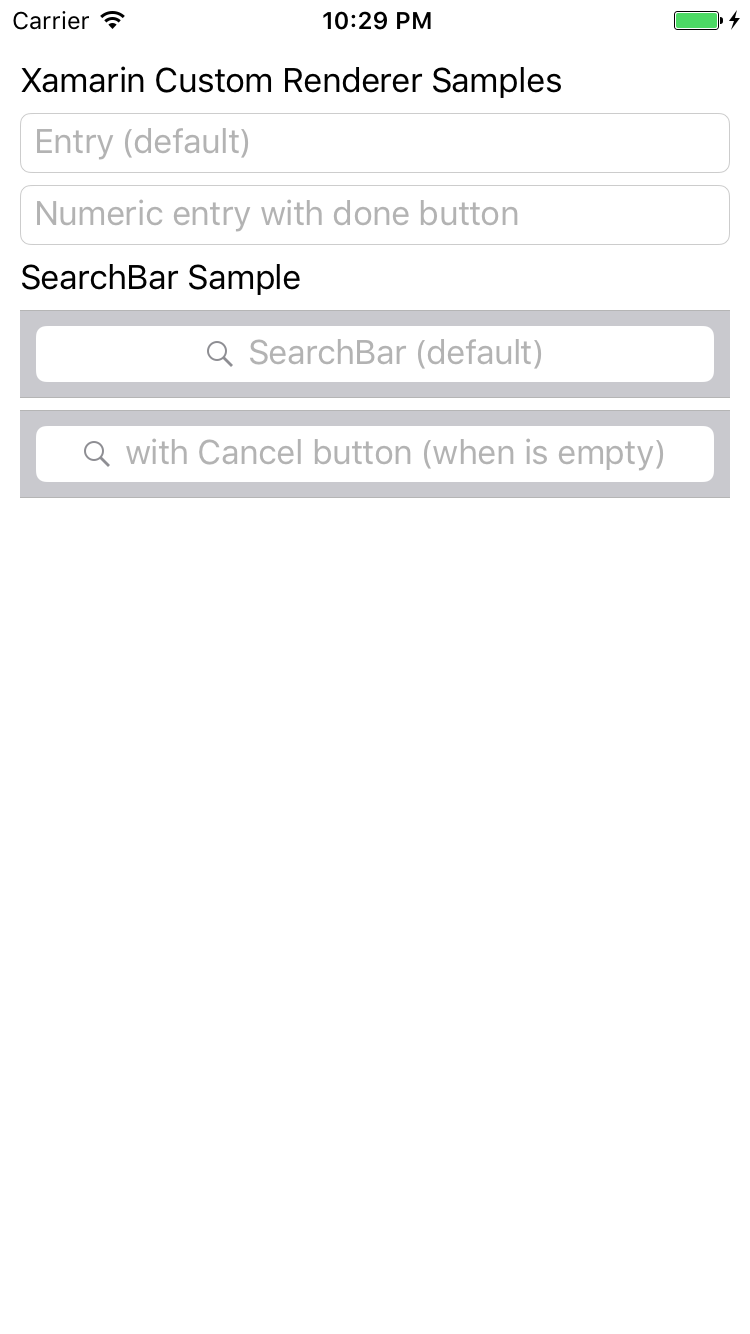 Carrier 10:29 PM
Xamarin Custom Renderer Samples
Entry (default)
Numeric entry with done button
SearchBar Sample
SearchBar (default)
with Cancel button (when is empty)